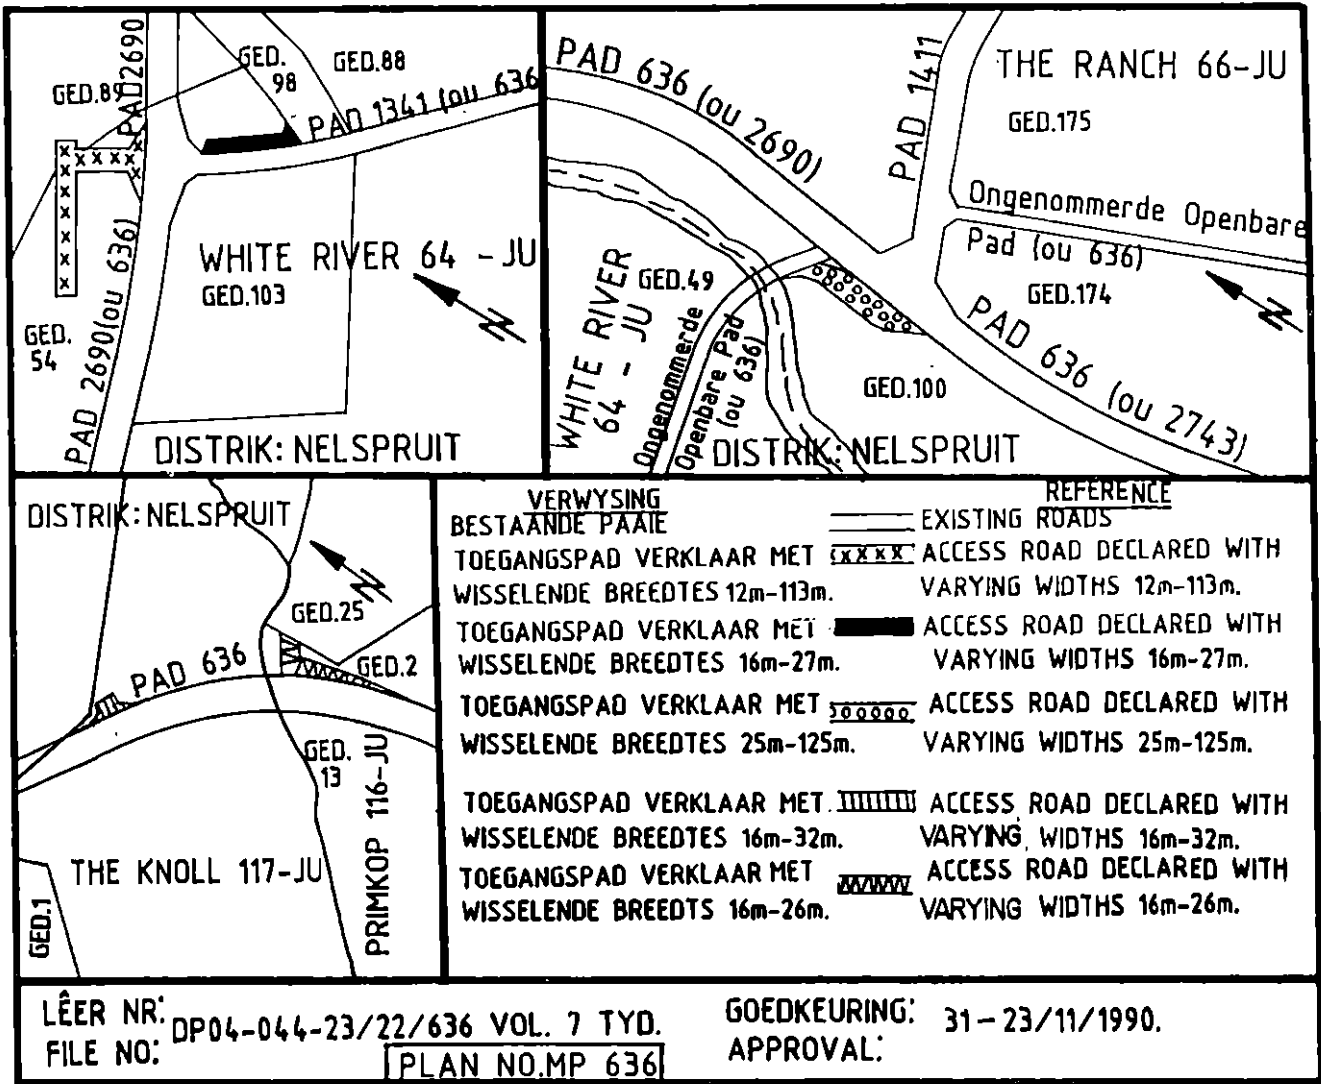 PAD 2690
GED.
98
GED.88
GED.89
PAD 1341 (ou 636
PAD 2690(ou 636)
WHITE RIVER 64 - JU
GED.103
N
GED.
54
DISTRIK: NELSPRUIT
PAD 636 (ou 2690)
PAD 1411
THE RANCH 66-JU
GED.175
Ongenommerde Openbare
Pad (ou 636)
GED.174
N
WHITE RIVER
64 - JU
GED.49
Ongenommerde
Openbare Pad
(ou 636)
PAD 636 (ou 2743)
GED.100
DISTRIK: NELSPRUIT
DISTRIK: NELSPRUIT
N
GED.25
PAD 636
GED.2
GED.
13
PRIMKOP 116-JU
THE KNOLL 117-JU
GED.1
VERWYSING
REFERENCE
BESTAANDE PAAIE
EXISTING ROADS
TOEGANGSPAD VERKLAAR MET
ACCESS ROAD DECLARED WITH
WISSELENDE BREEDTES 12m-113m.
VARYING WIDTHS 12m-113m.
TOEGANGSPAD VERKLAAR MET
ACCESS ROAD DECLARED WITH
WISSELENDE BREEDTES 16m-27m.
VARYING WIDTHS 16m-27m.
TOEGANGSPAD VERKLAAR MET
ACCESS ROAD DECLARED WITH
WISSELENDE BREEDTES 25m-125m.
VARYING WIDTHS 25m-125m.
TOEGANGSPAD VERKLAAR MET.
ACCESS ROAD DECLARED WITH
WISSELENDE BREEDTES 16m-32m.
VARYING WIDTHS 16m-32m.
TOEGANGSPAD VERKLAAR MET
ACCESS ROAD DECLARED WITH
WISSELENDE BREEDTS 16m-26m.
VARYING WIDTHS 16m-26m.
LÊER NR:
FILE NO:
DP04-044-23/22/636 VOL. 7 TYD.
PLAN NO.MP 636
GOEDKEURING:
APPROVAL:
31-23/11/1990.